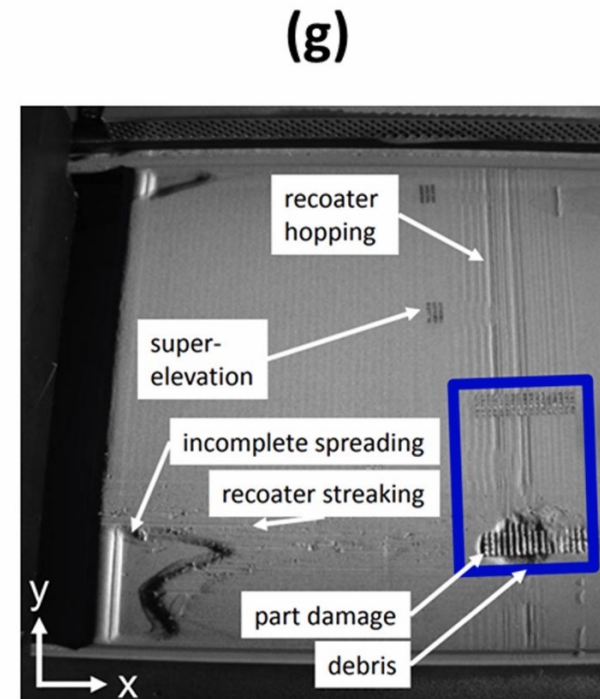 (g)
recoater
hopping
super-
elevation
incomplete spreading
recoater streaking
part damage
debris
y
x